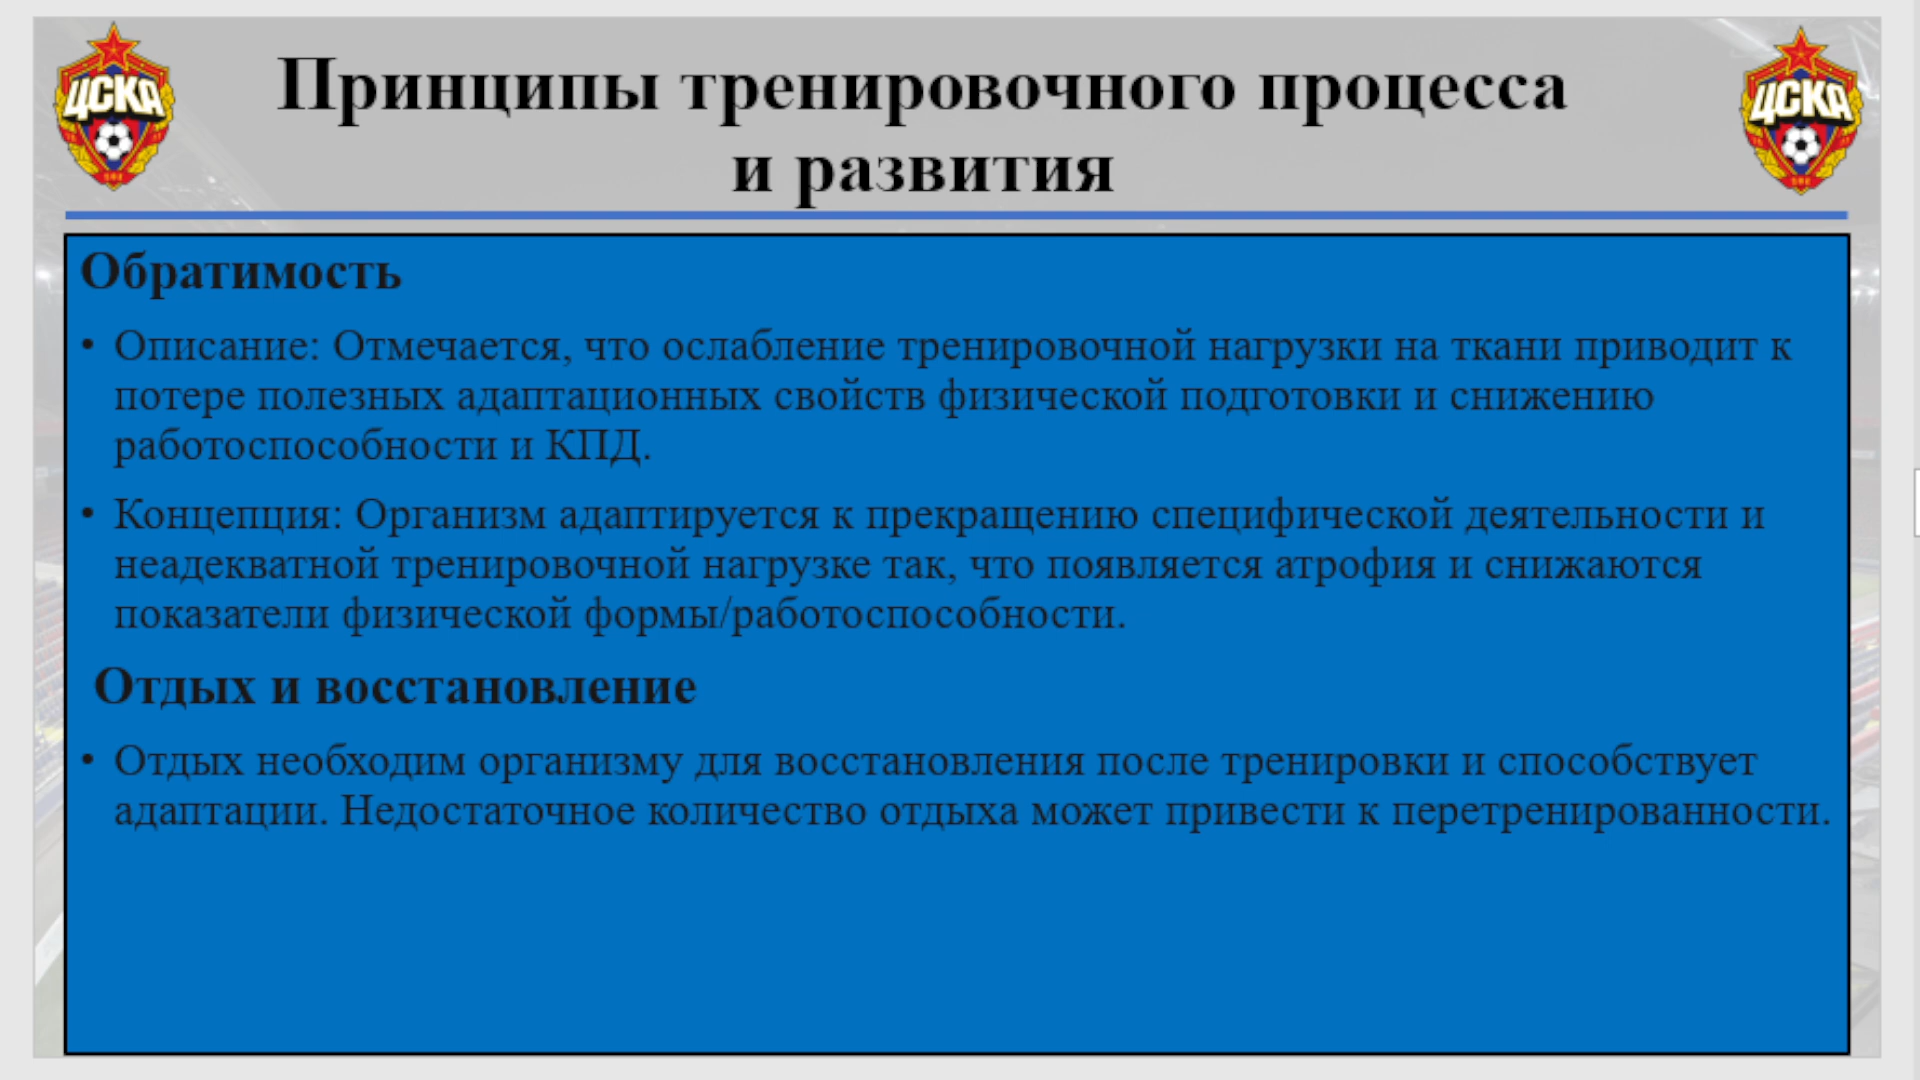 ЦСКА
ЦСКА
Принципы тренировочного процесса
и развития
Обратимость
• Описание: Отмечается, что ослабление тренировочной нагрузки на ткани приводит к
потере полезных адаптационных свойств физической подготовки и снижению
работоспособности и КПД.
• Концепция: Организм адаптируется к прекращению специфической деятельности и
неадекватной тренировочной нагрузке так, что появляется атрофия и снижаются
показатели физической формы/работоспособности.
Отдых и восстановление
• Отдых необходим организму для восстановления после тренировки и способствует
адаптации. Недостаточное количество отдыха может привести к перетренированности.